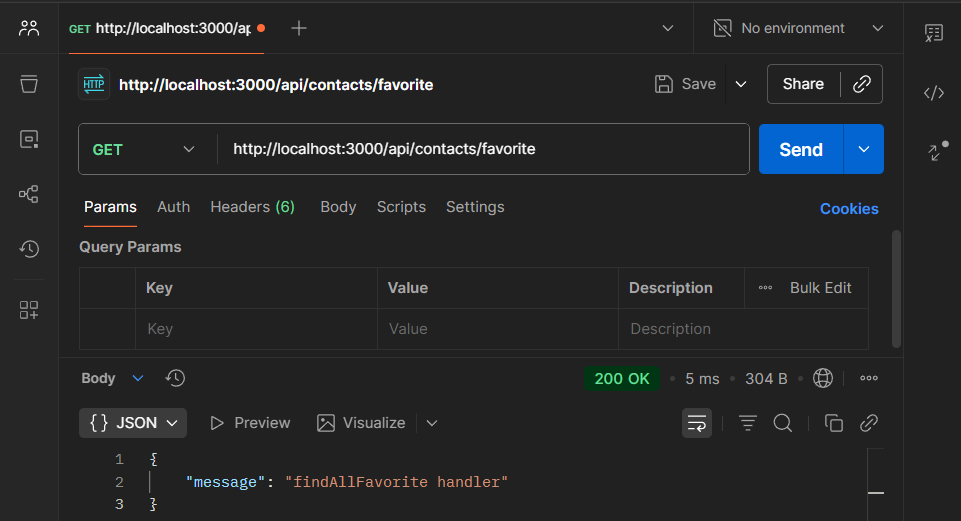 GET http://localhost:3000/ap
No environment
HTTP http://localhost:3000/api/contacts/favorite
Save
Share
GET
http://localhost:3000/api/contacts/favorite
Send
Params Auth Headers (6) Body Scripts Settings
Cookies
Query Params
Key Value Description Bulk Edit
Key Value Description
Body
200 OK • 5 ms • 304 B
{} JSON Preview Visualize
1 {
2 "message": "findAllFavorite handler"
3 }